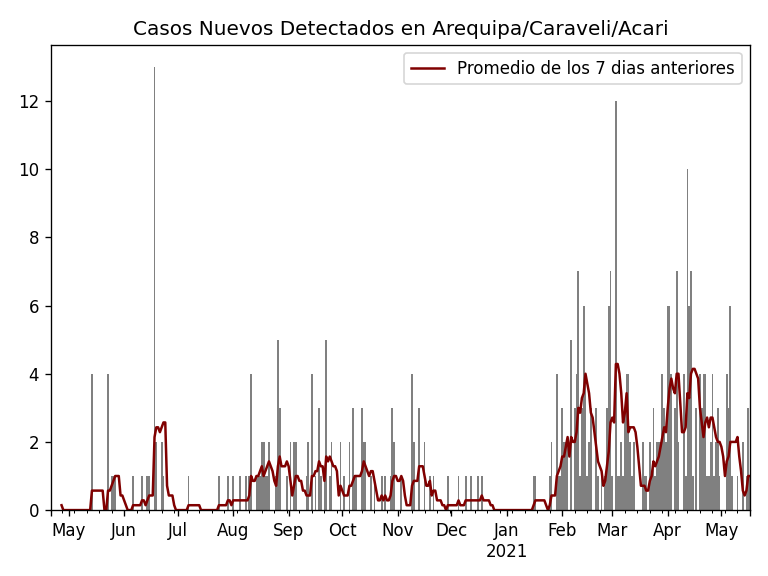 Casos Nuevos Detectados en Arequipa/Caraveli/Acari
Promedio de los 7 dias anteriores
12
10
8
6
4
2
0
May Jun Jul Aug Sep Oct Nov Dec Jan Feb Mar Apr May
2021